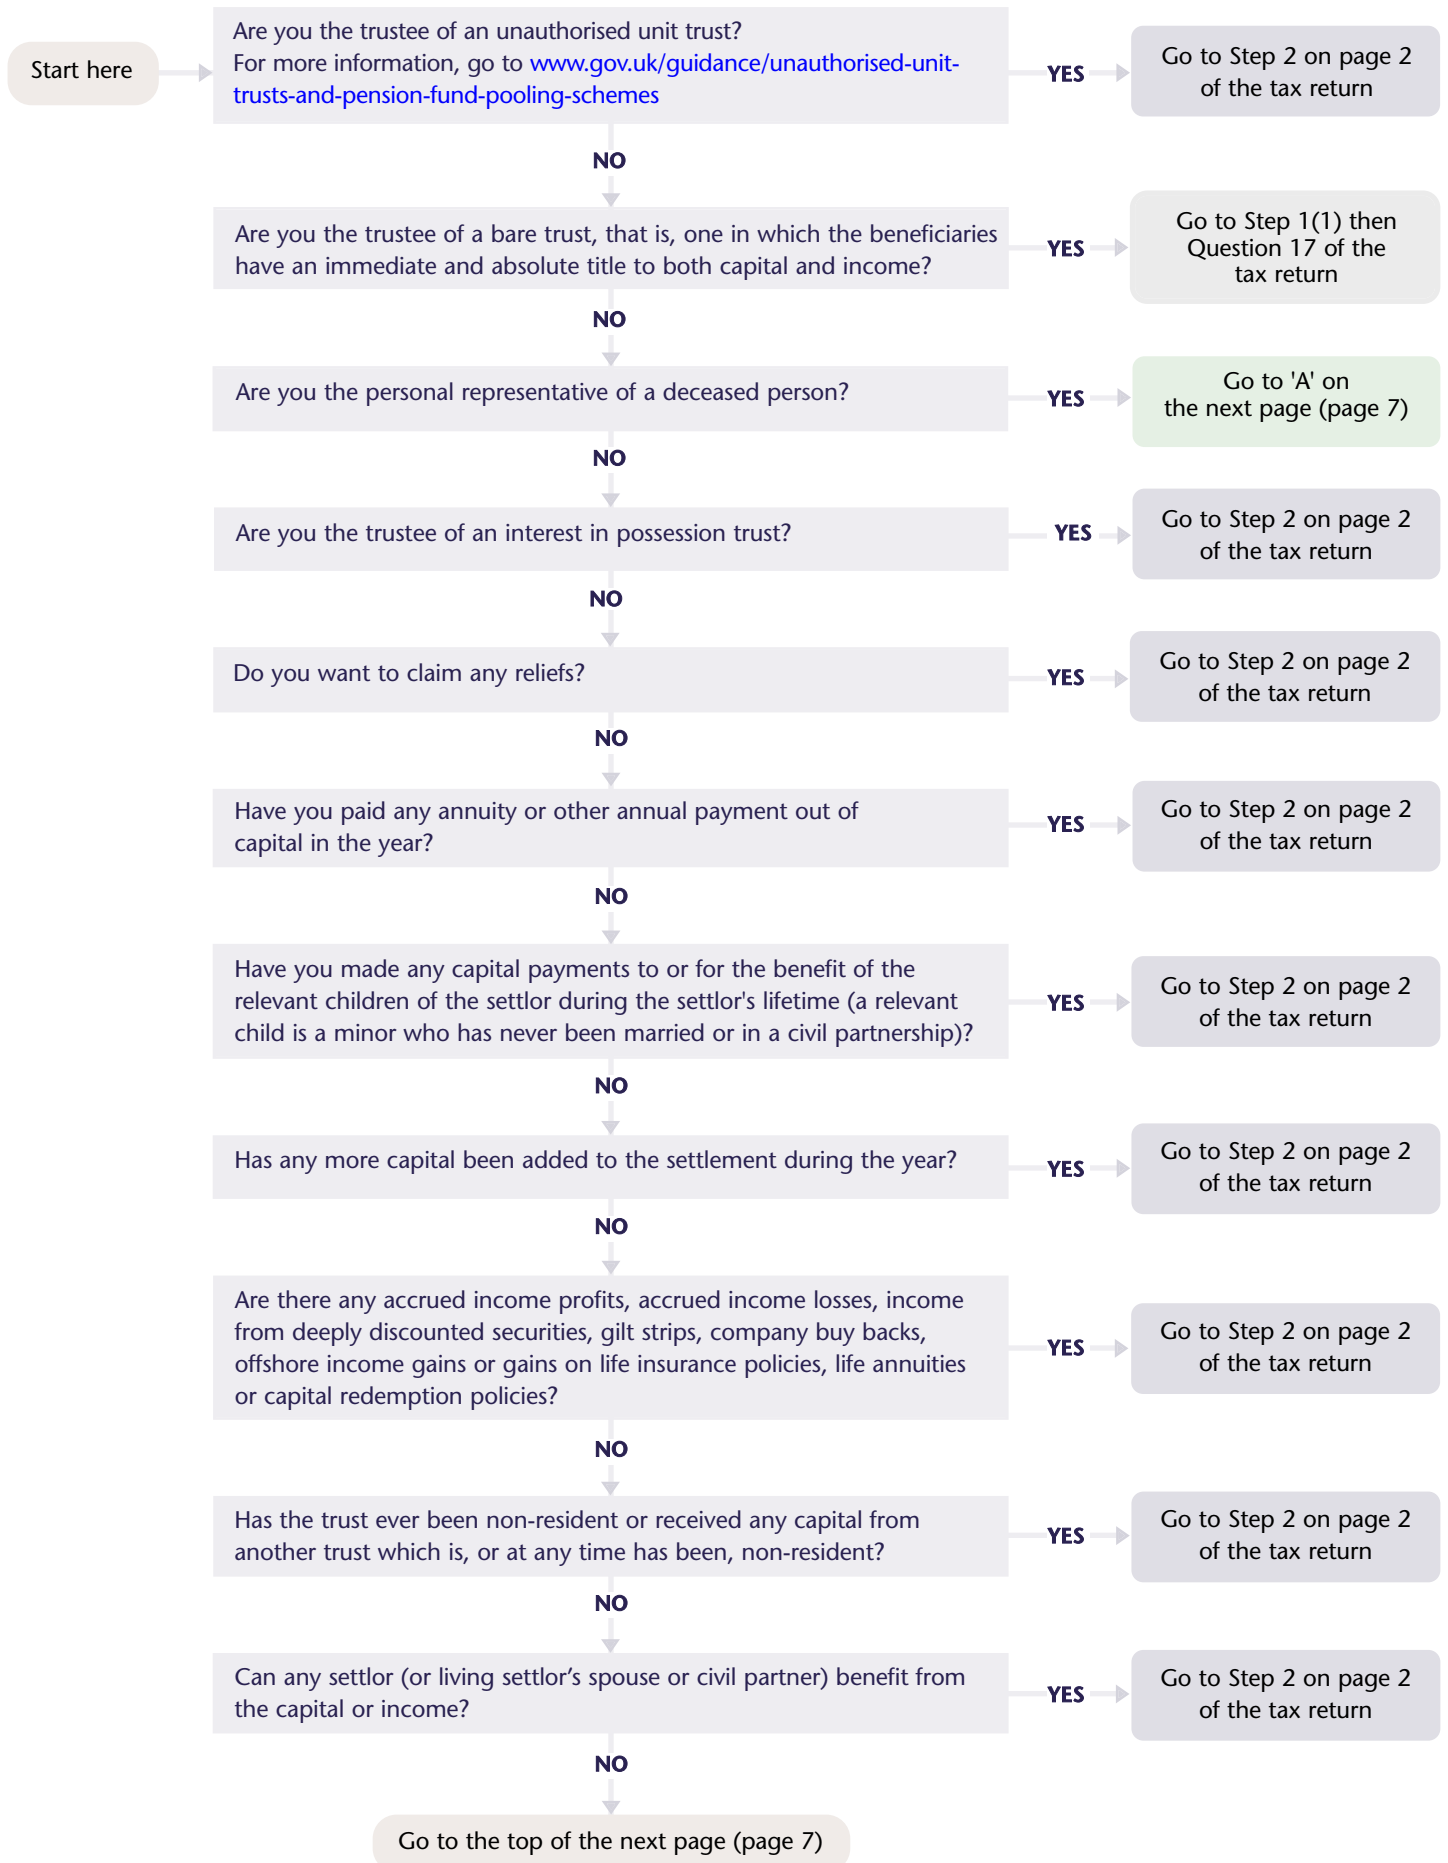 Start here
Are you the trustee of an unauthorised unit trust?
For more information, go to www.gov.uk/guidance/unauthorised-unit-
trusts-and-pension-fund-pooling-schemes
YES
Go to Step 2 on page 2
of the tax return
NO
Are you the trustee of a bare trust, that is, one in which the beneficiaries
have an immediate and absolute title to both capital and income?
YES
Go to Step 1(1) then
Question 17 of the
tax return
NO
Are you the personal representative of a deceased person?
YES
Go to 'A' on
the next page (page 7)
NO
Are you the trustee of an interest in possession trust?
YES
Go to Step 2 on page 2
of the tax return
NO
Do you want to claim any reliefs?
YES
Go to Step 2 on page 2
of the tax return
NO
Have you paid any annuity or other annual payment out of
capital in the year?
YES
Go to Step 2 on page 2
of the tax return
NO
Have you made any capital payments to or for the benefit of the
relevant children of the settlor during the settlor's lifetime (a relevant
child is a minor who has never been married or in a civil partnership)?
YES
Go to Step 2 on page 2
of the tax return
NO
Has any more capital been added to the settlement during the year?
YES
Go to Step 2 on page 2
of the tax return
NO
Are there any accrued income profits, accrued income losses, income
from deeply discounted securities, gilt strips, company buy backs,
offshore income gains or gains on life insurance policies, life annuities
or capital redemption policies?
YES
Go to Step 2 on page 2
of the tax return
NO
Has the trust ever been non-resident or received any capital from
another trust which is, or at any time has been, non-resident?
YES
Go to Step 2 on page 2
of the tax return
NO
Can any settlor (or living settlor’s spouse or civil partner) benefit from
the capital or income?
YES
Go to Step 2 on page 2
of the tax return
NO
Go to the top of the next page (page 7)